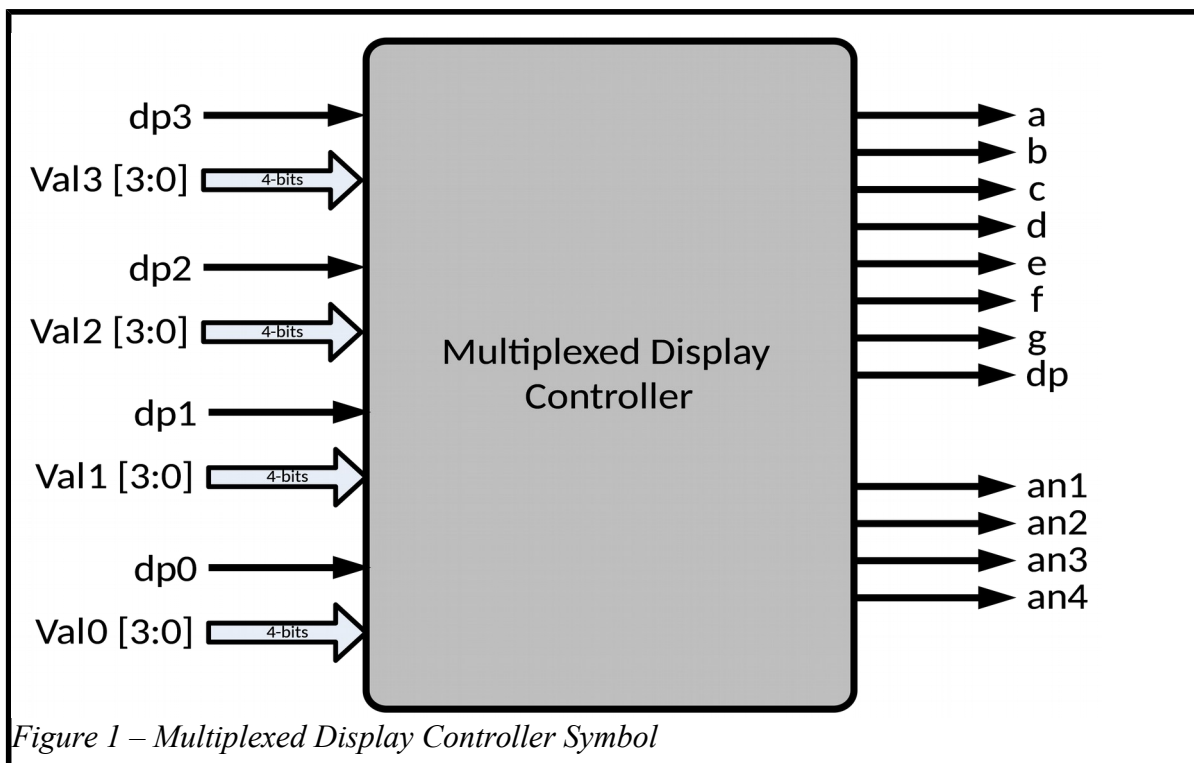 dp3
Val3 [3:0]
4-bits
dp2
Val2 [3:0]
4-bits
dp1
Val1 [3:0]
4-bits
dp0
Val0 [3:0]
4-bits
Multiplexed Display
Controller
a
b
c
d
e
f
g
dp
an1
an2
an3
an4
Figure 1 – Multiplexed Display Controller Symbol